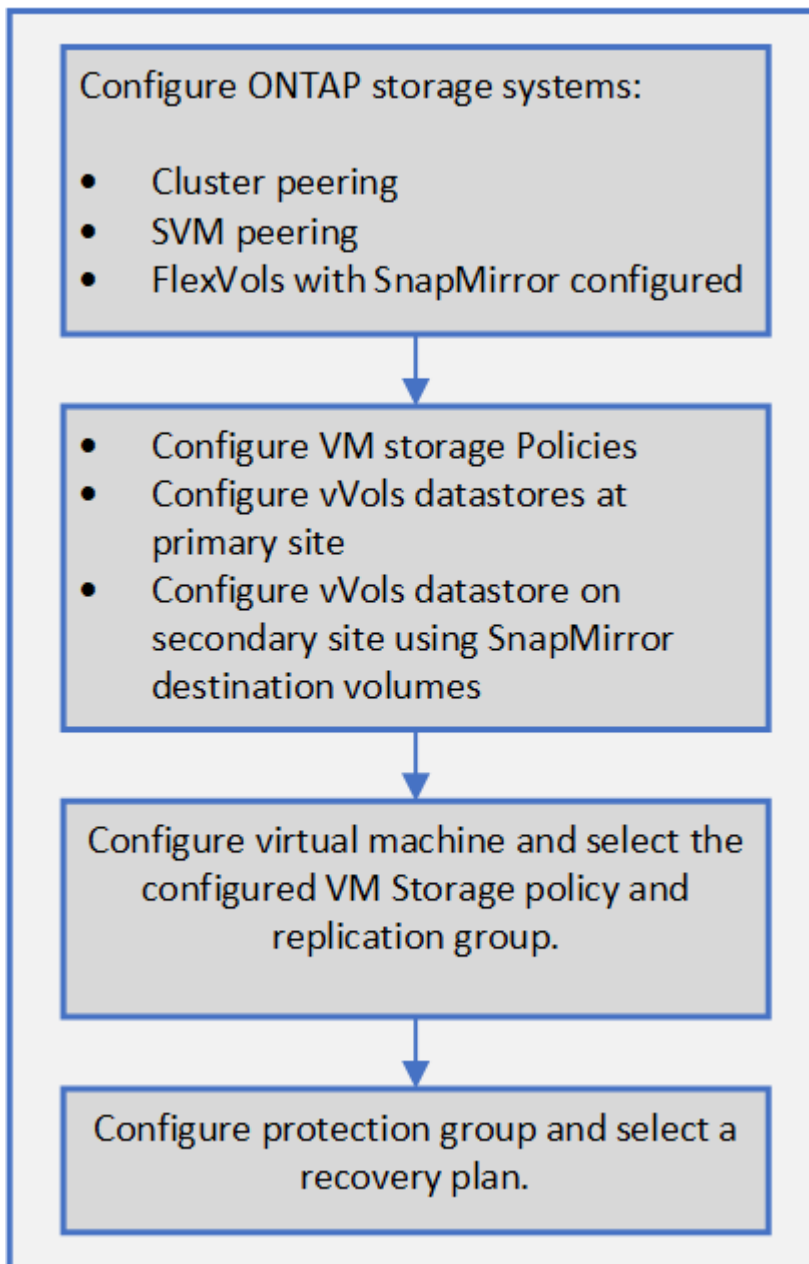 Configure ONTAP storage systems:
• Cluster peering
• SVM peering
• FlexVols with SnapMirror configured
• Configure VM storage Policies
• Configure vVols datastores at
primary site
• Configure vVols datastore on
secondary site using SnapMirror
destination volumes
Configure virtual machine and select the
configured VM Storage policy and
replication group.
Configure protection group and select a
recovery plan.